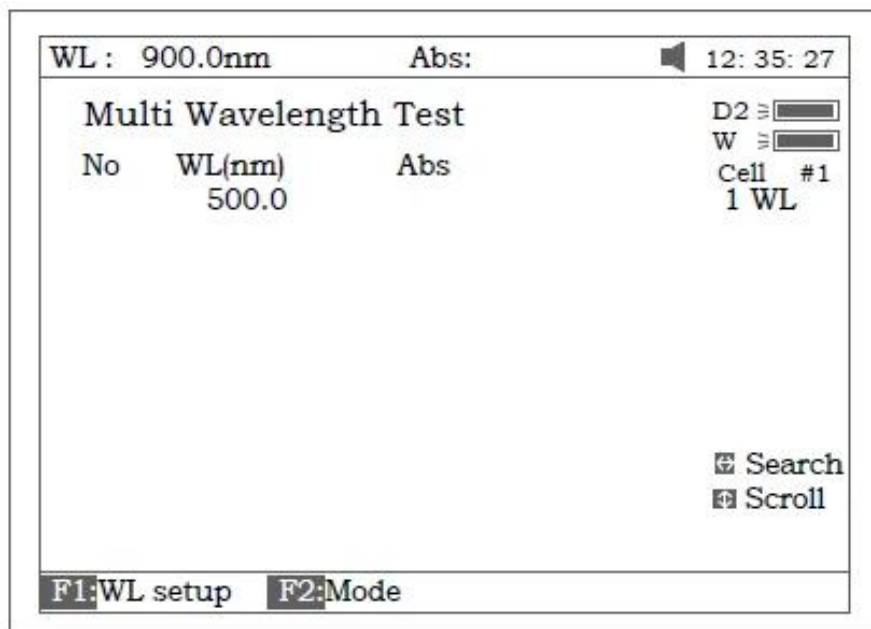 WL : 900.0nm Abs: 12: 35: 27
Multi Wavelength Test D2
W
No WL(nm) Abs Cell #1
500.0 1 WL
Search
Scroll
F1:WL setup F2:Mode